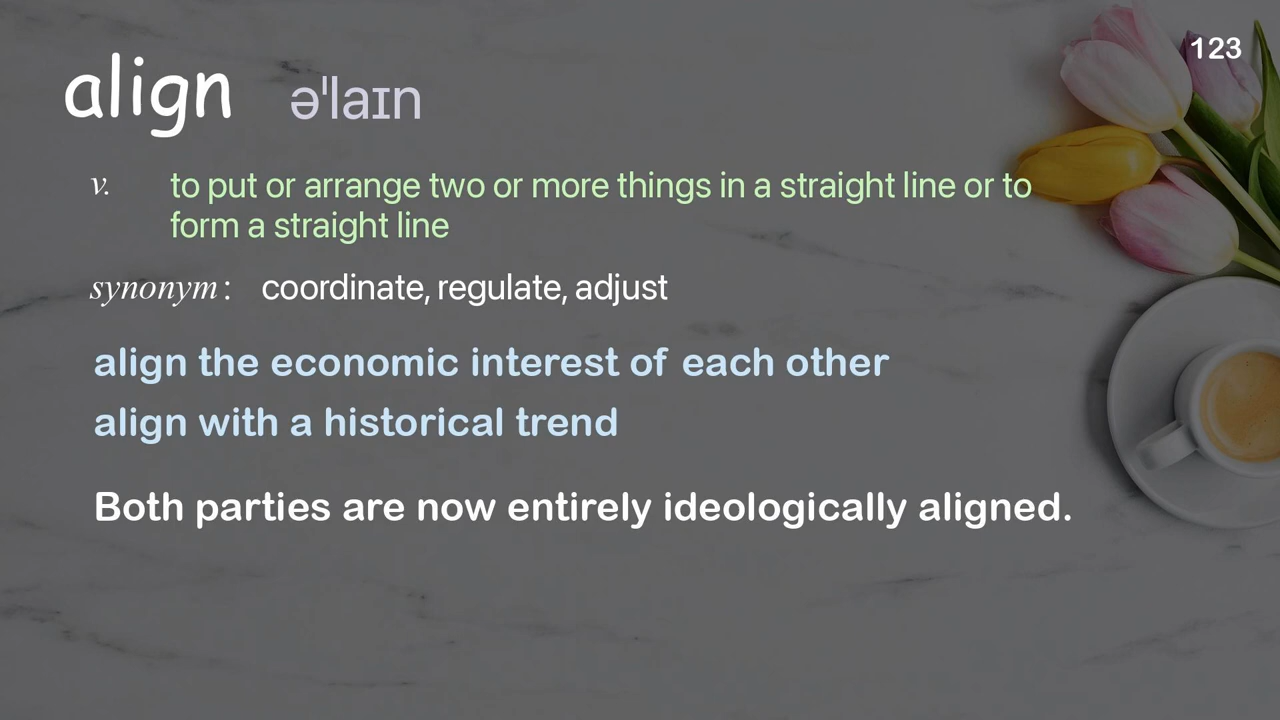 123
align əˈlaɪn
v. to put or arrange two or more things in a straight line or to
form a straight line
synonym: coordinate, regulate, adjust
align the economic interest of each other
align with a historical trend
Both parties are now entirely ideologically aligned.